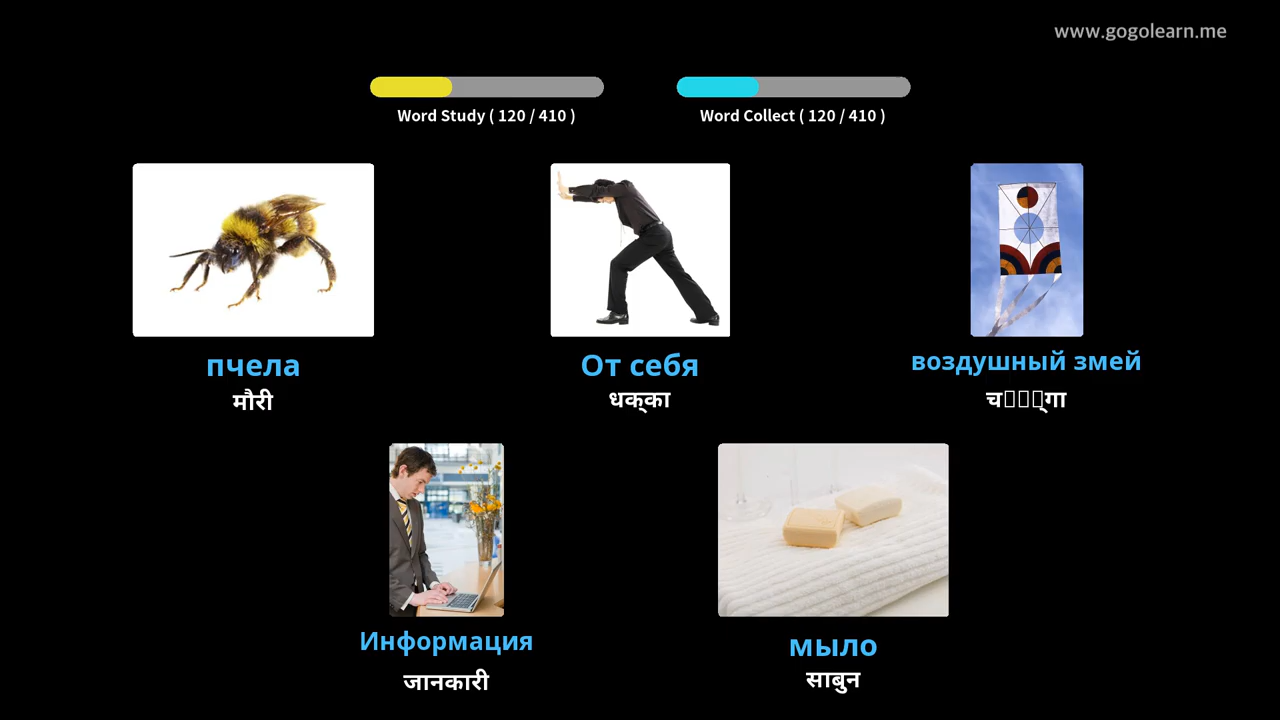 www.gogolearn.me
Word Study ( 120 / 410 )
Word Collect ( 120 / 410 )
пчела
मौरी
От себя
धक्का
воздушный змей
Информация
जानकारी
мыло
साबुन